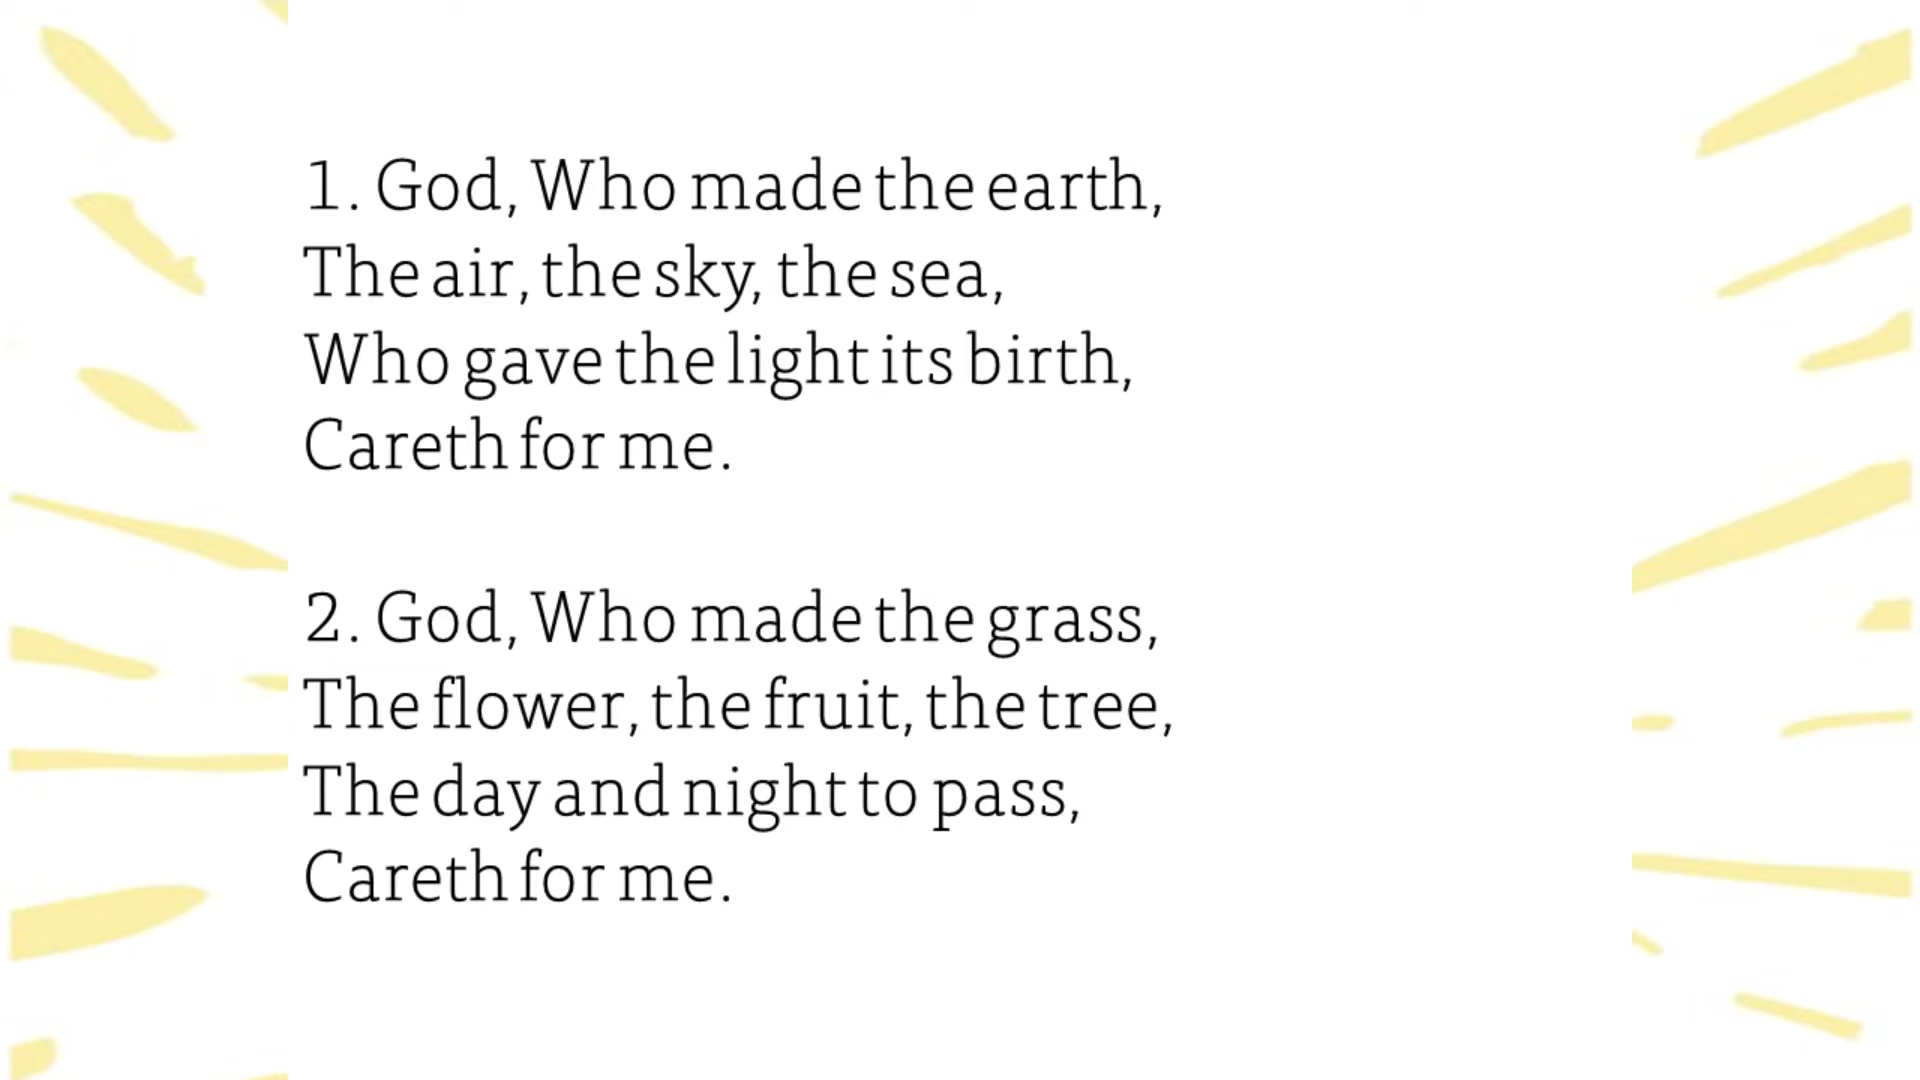 1. God, Who made the earth,
The air, the sky, the sea,
Who gave the light its birth,
Careth for me.
2. God, Who made the grass,
The flower, the fruit, the tree,
The day and night to pass,
Careth for me.